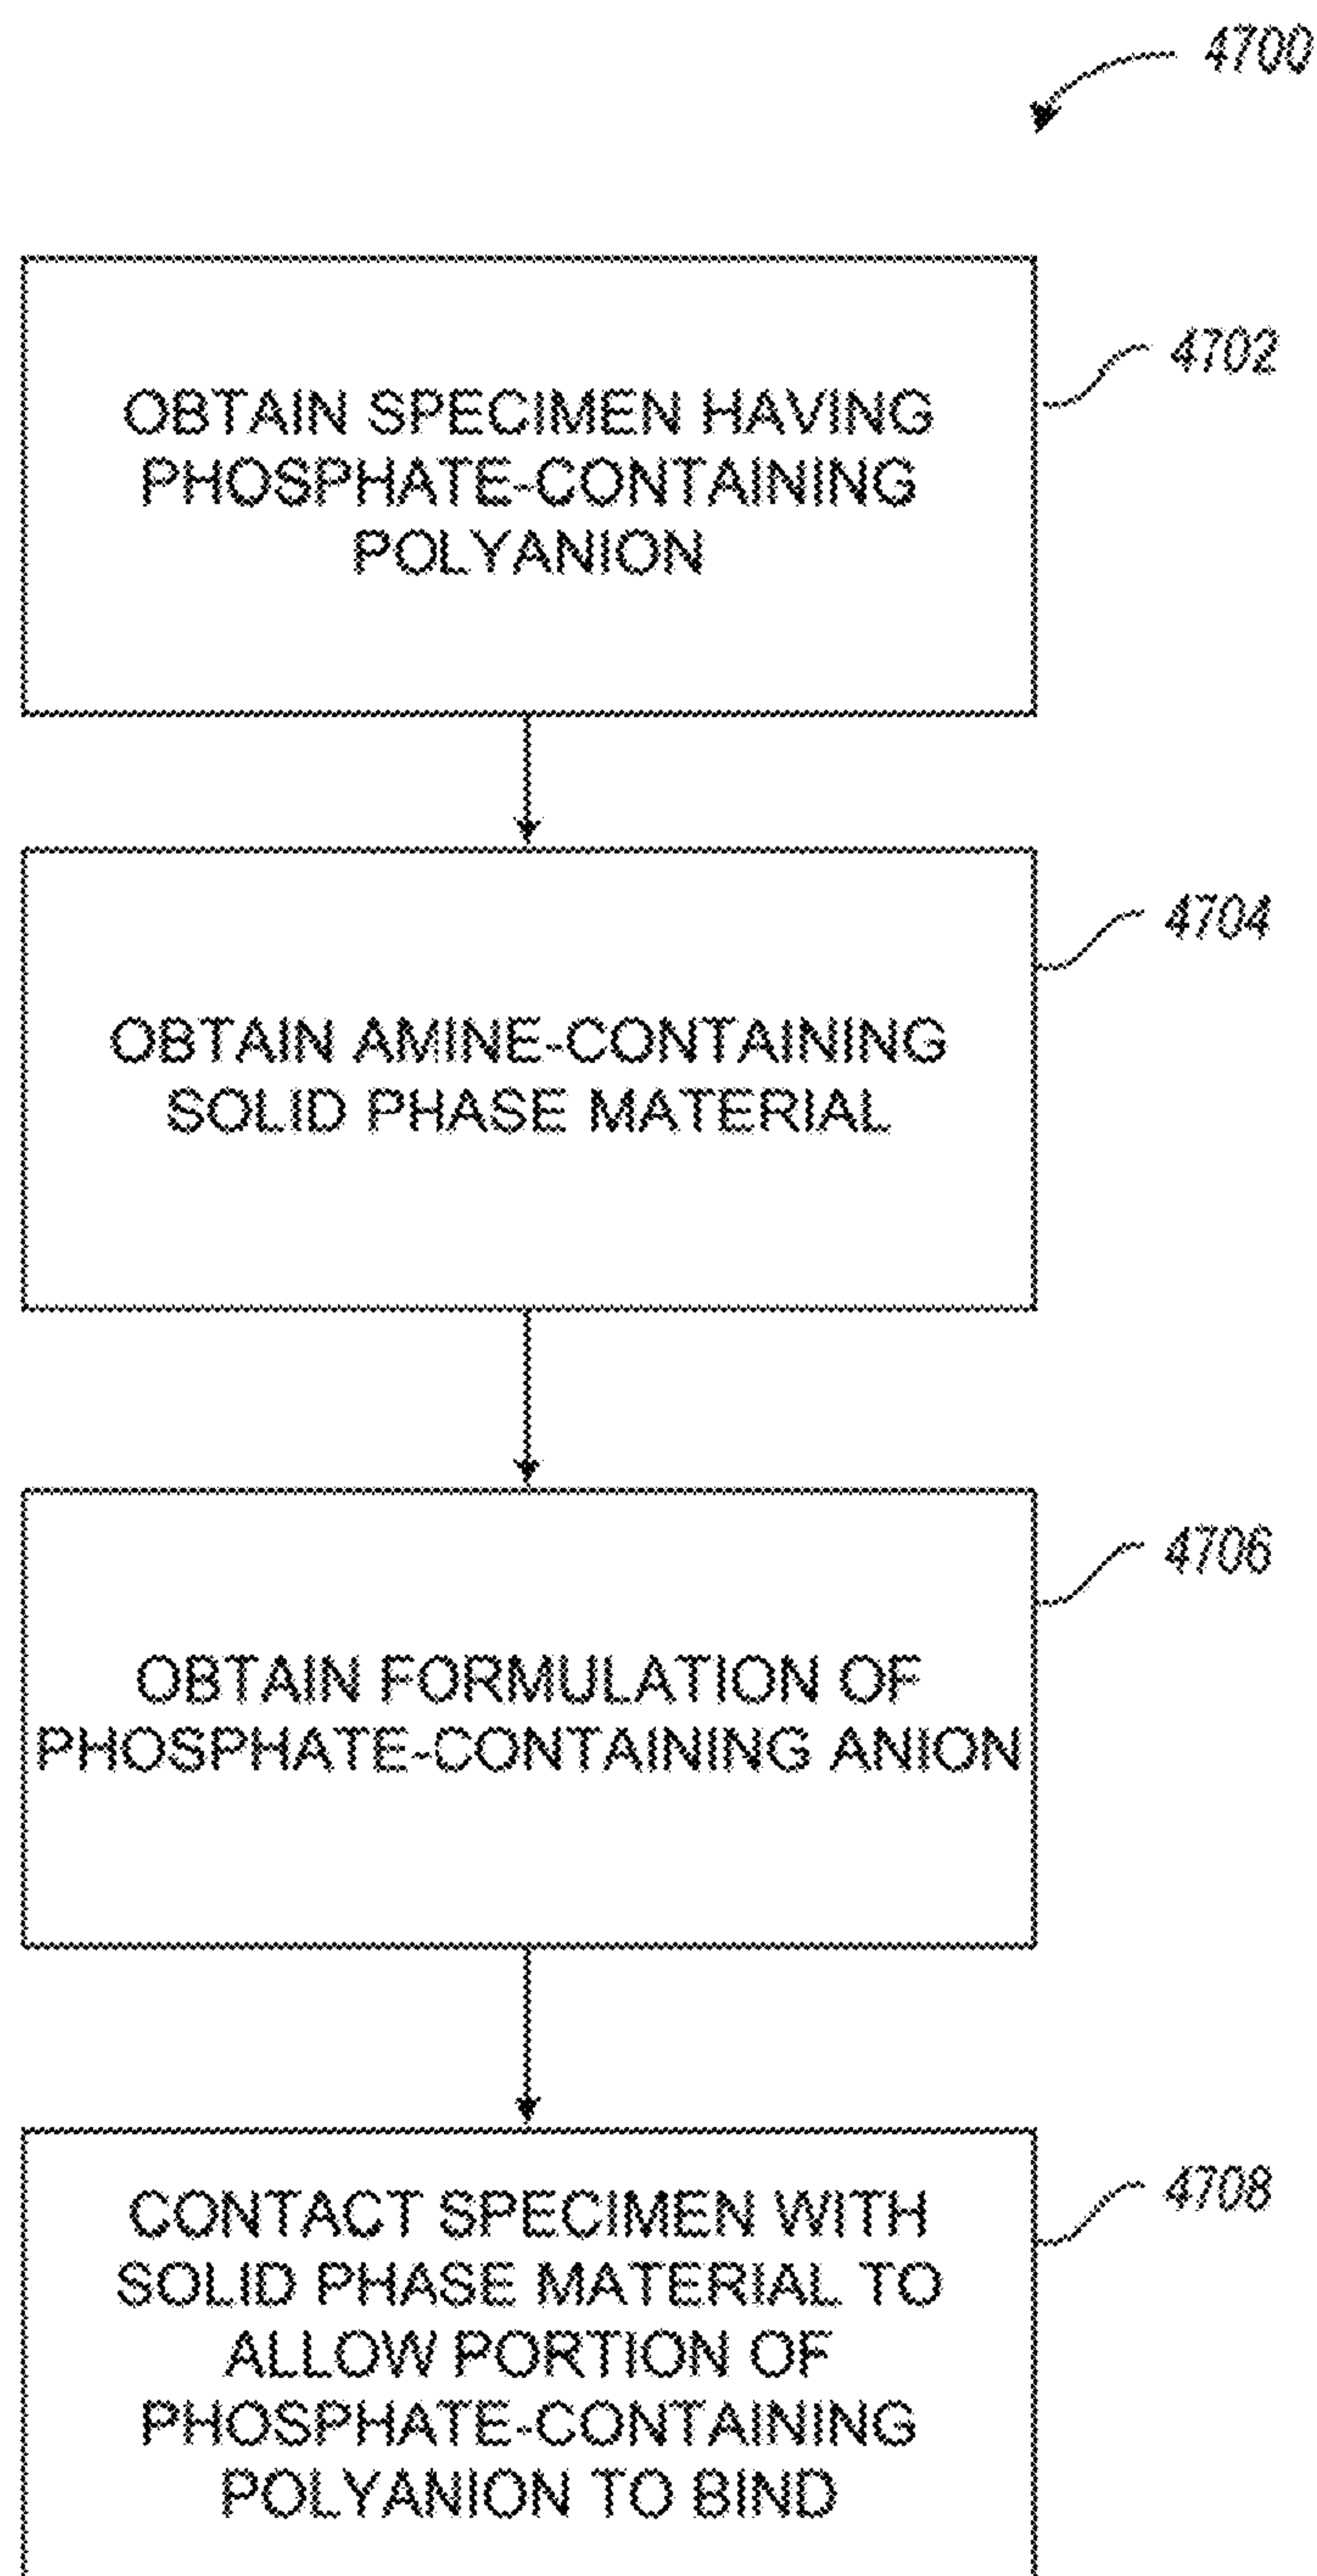 4700
OBTAIN SPECIMEN HAVING
PHOSPHATE-CONTAINING
POLYANION
4702
OBTAIN AMINE-CONTAINING
SOLID PHASE MATERIAL
4704
OBTAIN FORMULATION OF
PHOSPHATE-CONTAINING ANION
4706
CONTACT SPECIMEN WITH
SOLID PHASE MATERIAL TO
ALLOW PORTION OF
PHOSPHATE-CONTAINING
POLYANION TO BIND
4708